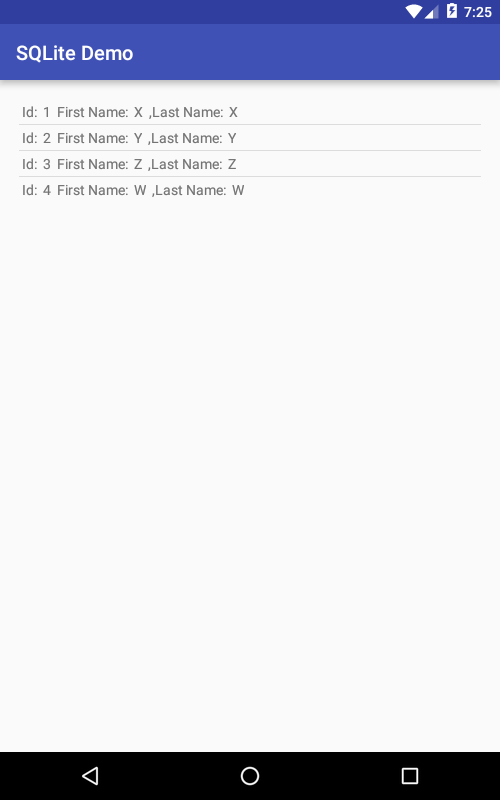 7:25
SQLite Demo
Id: 1 First Name: X ,Last Name: X
Id: 2 First Name: Y ,Last Name: Y
Id: 3 First Name: Z ,Last Name: Z
Id: 4 First Name: W ,Last Name: W